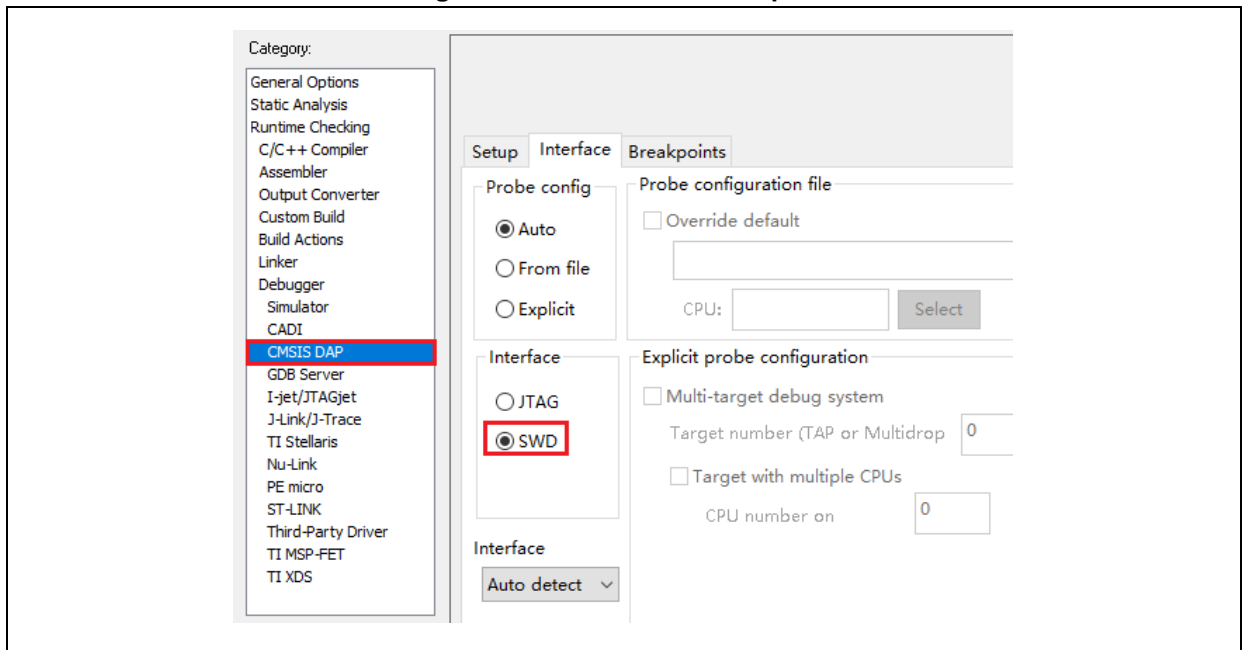 Category:
General Options
Static Analysis
Runtime Checking
C/C++ Compiler
Assembler
Output Converter
Custom Build
Build Actions
Linker
Debugger
Simulator
CADI
CMSIS DAP
GDB Server
I-jet/JTAGjet
J-Link/J-Trace
TI Stellaris
Nu-Link
PE micro
ST-LINK
Third-Party Driver
TI MSP-FET
TI XDS
Setup Interface Breakpoints
Probe config
Auto
From file
Explicit
Probe configuration file
Override default
CPU: Select
Interface
JTAG
SWD
Explicit probe configuration
Multi-target debug system
Target number (TAP or Multidrop 0
Target with multiple CPUs
CPU number on 0
Interface
Auto detect